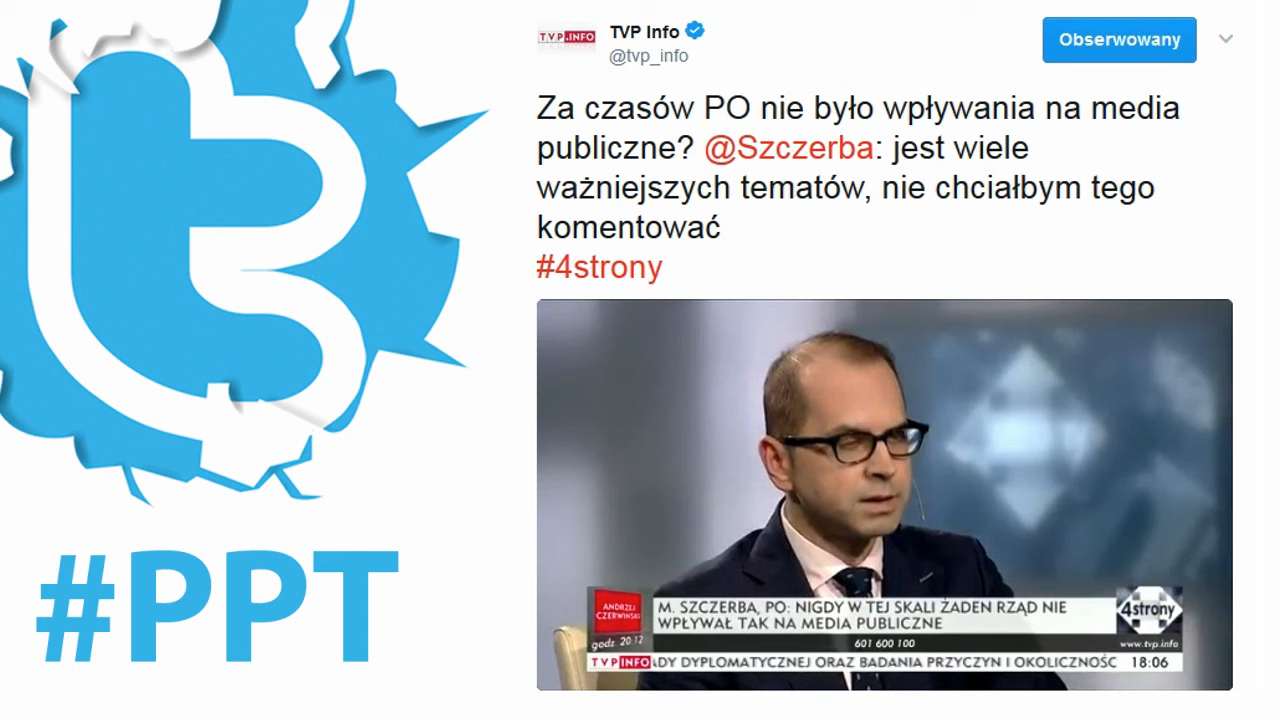 TVP.INFO
TVP Info
@tvp_info
Obserwowany
Za czasów PO nie było wpływania na media
publiczne? @Szczerba: jest wiele
ważniejszych tematów, nie chciałbym tego
komentować
#4strony
#PPT
ANDRZEJ
CZERWIŃSKI
godz. 20:12
M. SZCZERBA, PO: NIGDY W TEJ SKALI ŻADEN RZĄD NIE
WPŁYWAŁ TAK NA MEDIA PUBLICZNE
4strony
601 600 100
www.tvp.info
TVP INFO ADY DYPLOMATYCZNEJ ORAZ BADANIA PRZYCZYN I OKOLICZNOŚC 18:06